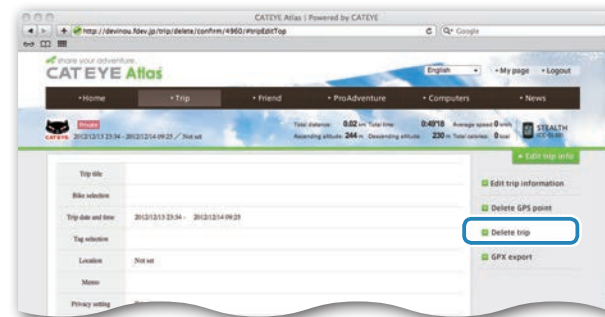 CATEYE Atlas | Powered by CATEYE
http://devinou.fdev.jp/trip/delete/confirm/4960/#tripEditTop
Google
share your adventure.
CATEYE Atlas
English
My page
Logout
Home
Trip
Friend
ProAdventure
Computers
News
Private
2012/12/13 23:34 - 2012/12/14 09:25 / Not set
Total distance: 0.02 km Total time: 0:49'18 Average speed 0 km/h
Ascending altitude: 244 m Descending altitude: 230 m Total calories: 0 kcal
CATEYE
STEALTH
Edit trip info
Trip title
Edit trip information
Bike selection
Delete GPS point
Trip date and time 2012/12/13 23:34 - 2012/12/14 09:25
Delete trip
Tag selection
Location Not set
GPX export
Memo
Privacy setting